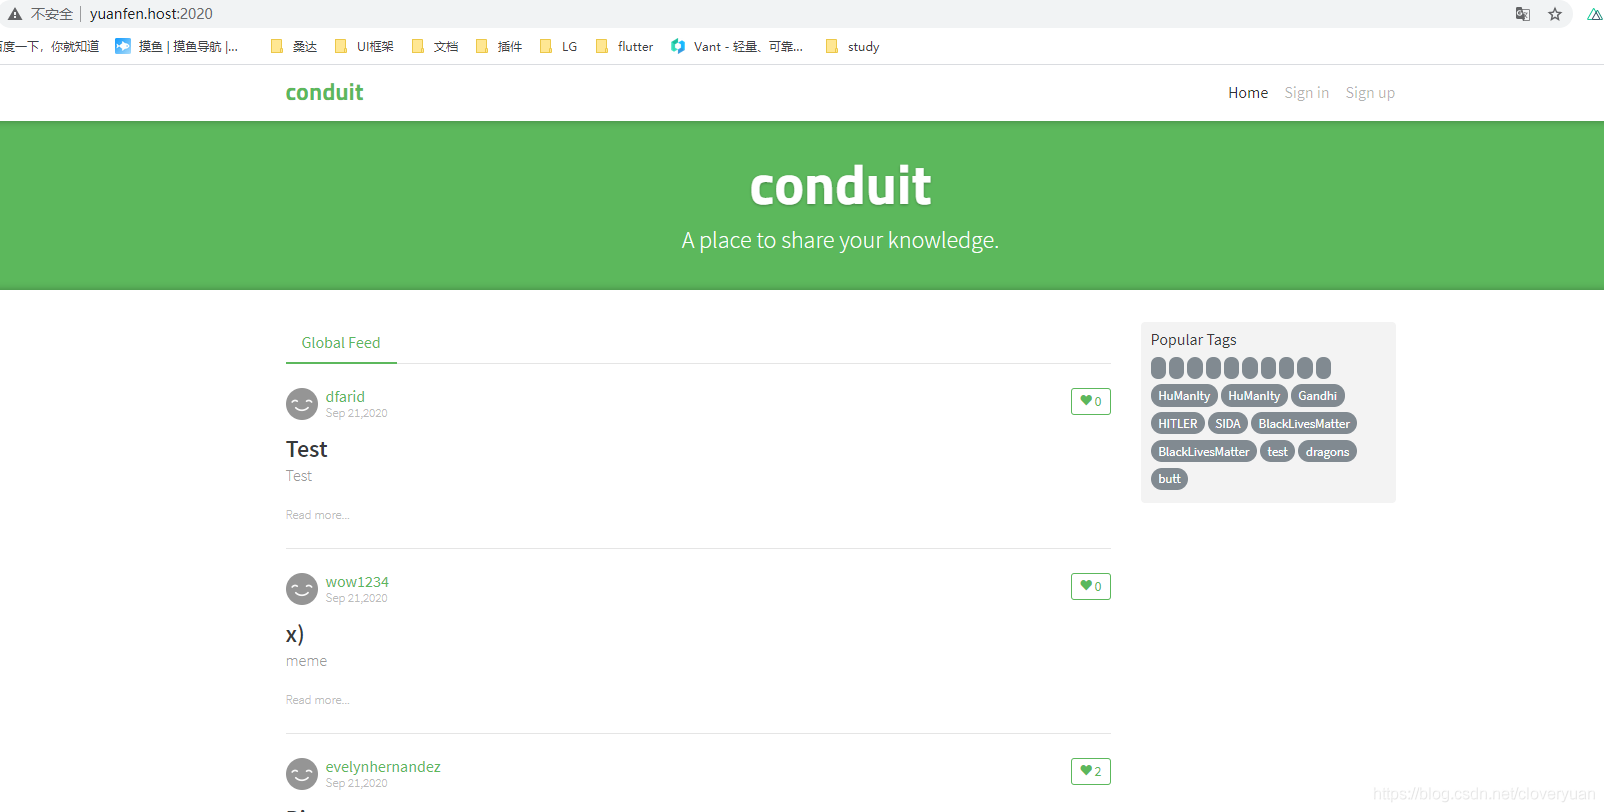 不安全 yuanfen.host:2020
百度一下，你就知道 摸鱼 | 摸鱼导航 |... 桑达 UI框架 文档 插件 LG flutter Vant - 轻量、可靠... study
conduit Home Sign in Sign up
conduit
A place to share your knowledge.
Global Feed
dfarid
Sep 21,2020
0
Test
Test
Read more...
wow1234
Sep 21,2020
0
x)
meme
Read more...
evelynhernandez
Sep 21,2020
2
Popular Tags
HuManIty HuManIty Gandhi
HITLER SIDA BlackLivesMatter
BlackLivesMatter test dragons
butt
https://blog.csdn.net/cloveryuan